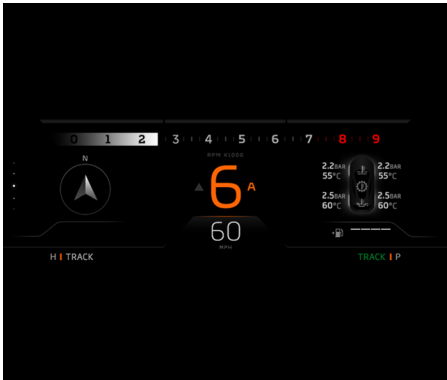 0 1 2 3 4 5 6 7 8 9
RPM X1000
N
6 A
2.2BAR 2.2BAR
55°C 55°C
2.5BAR 2.5BAR
60°C 60°C
60
MPH
H I TRACK
TRACK I P